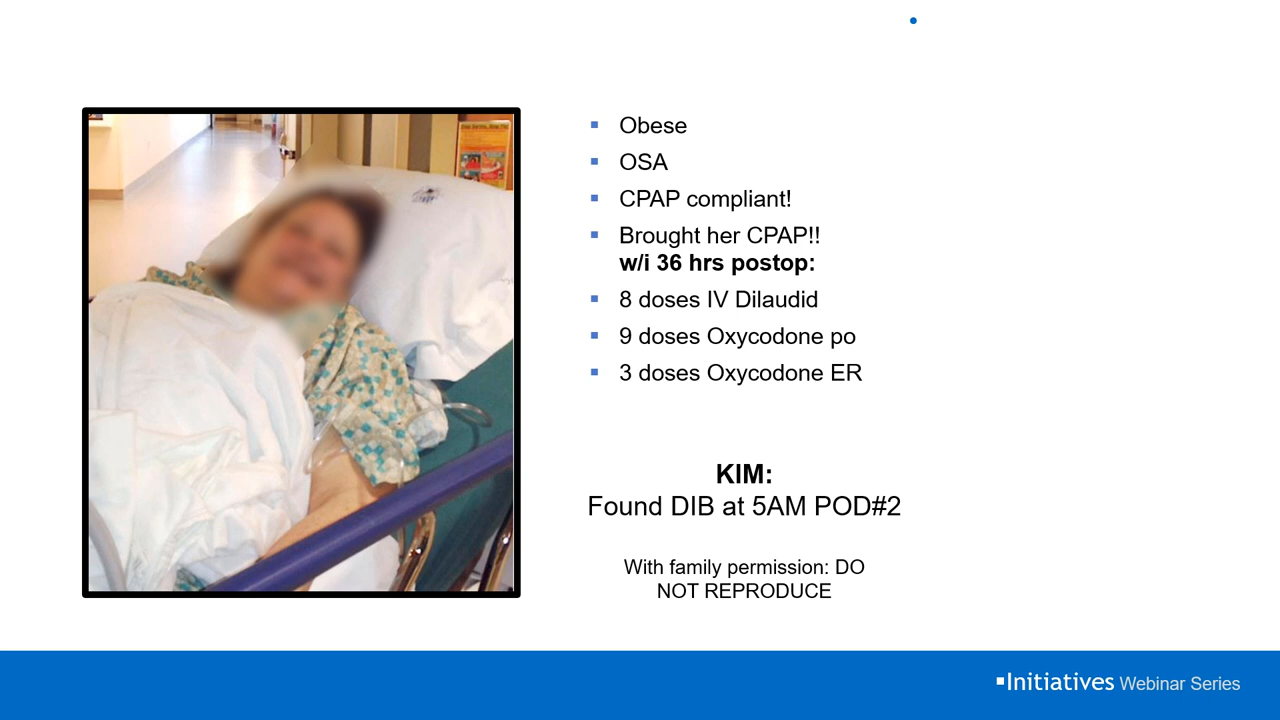 Obese
OSA
CPAP compliant!
Brought her CPAP!!
w/i 36 hrs postop:
8 doses IV Dilaudid
9 doses Oxycodone po
3 doses Oxycodone ER
KIM:
Found DIB at 5AM POD#2
With family permission: DO
NOT REPRODUCE
Initiatives Webinar Series